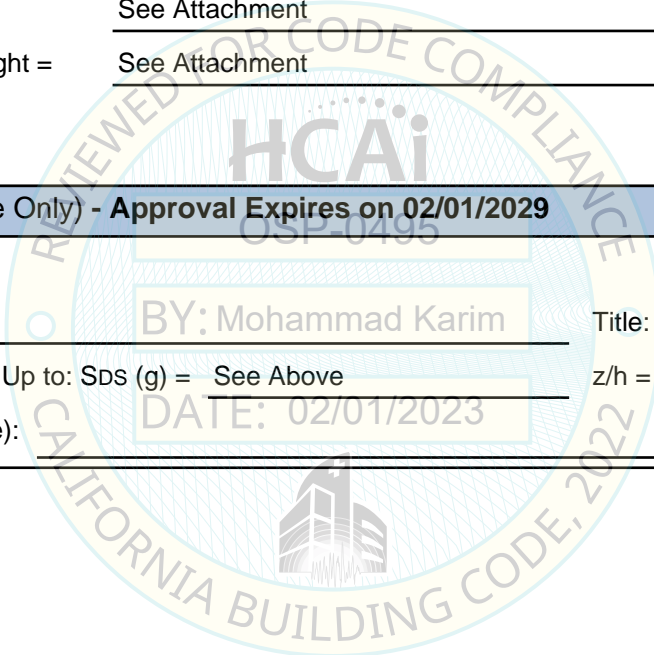 See Attachment
ght = See Attachment
REVIEWED FOR CODE COMPLIANCE
HCAi
e Only) - Approval Expires on 02/01/2029
OSP-0495
BY: Mohammad Karim
Title:
Up to: SDS (g) = See Above z/h =
DATE: 02/01/2023
e):
CALIFORNIA BUILDING CODE, 2022